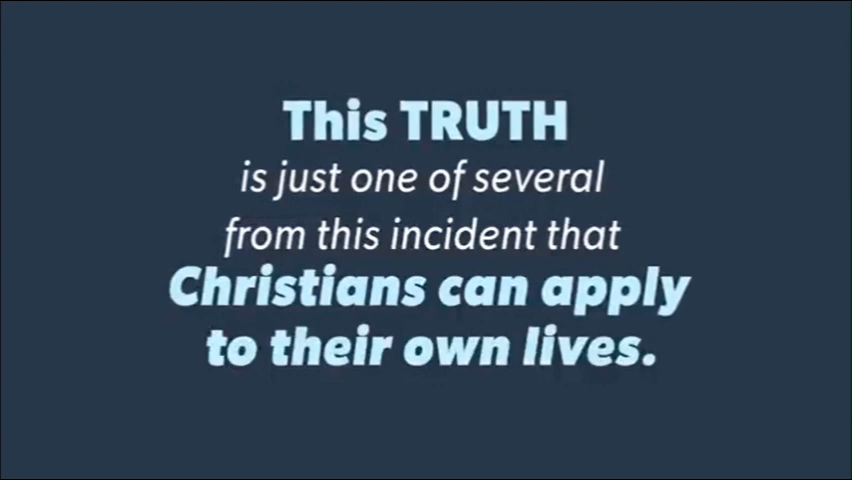 This TRUTH
is just one of several
from this incident that
Christians can apply
to their own lives.